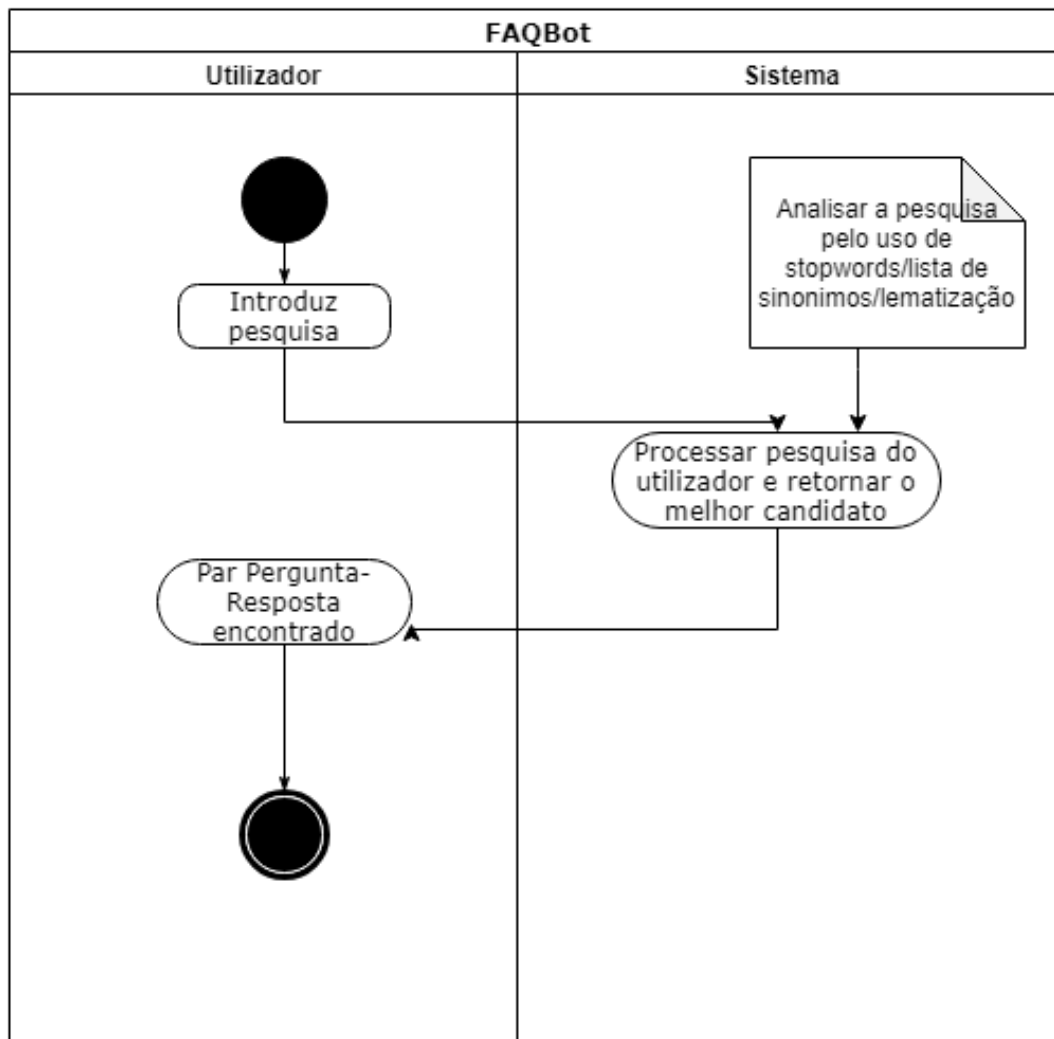 FAQBot
Utilizador
Sistema
Introduz
pesquisa
Analisar a pesquisa
pelo uso de
stopwords/lista de
sinonimos/lematização
Processar pesquisa do
utilizador e retornar o
melhor candidato
Par Pergunta-
Resposta
encontrado